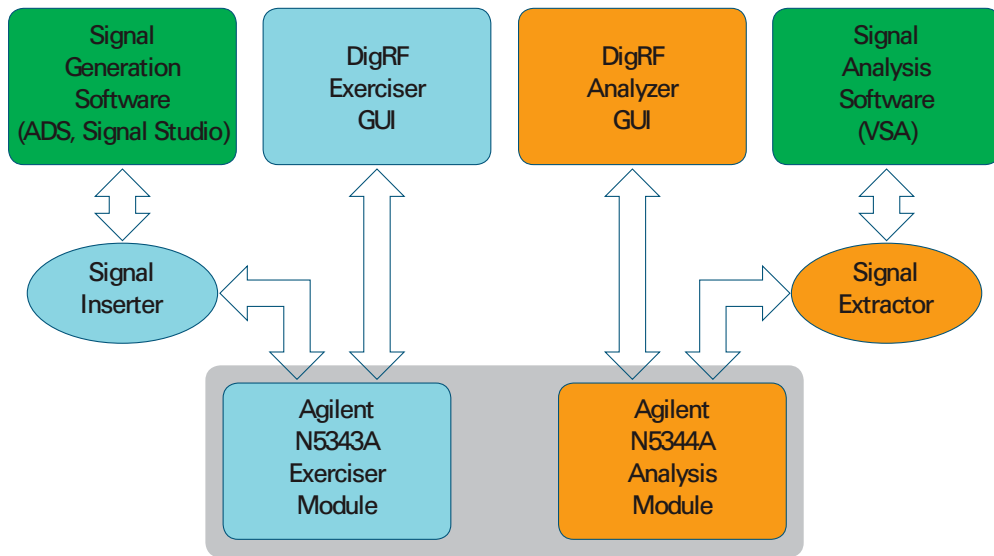 Signal
Generation
Software
(ADS, Signal Studio)
DigRF
Exerciser
GUI
DigRF
Analyzer
GUI
Signal
Analysis
Software
(VSA)
Signal
Inserter
Signal
Extractor
Agilent
N5343A
Exerciser
Module
Agilent
N5344A
Analysis
Module